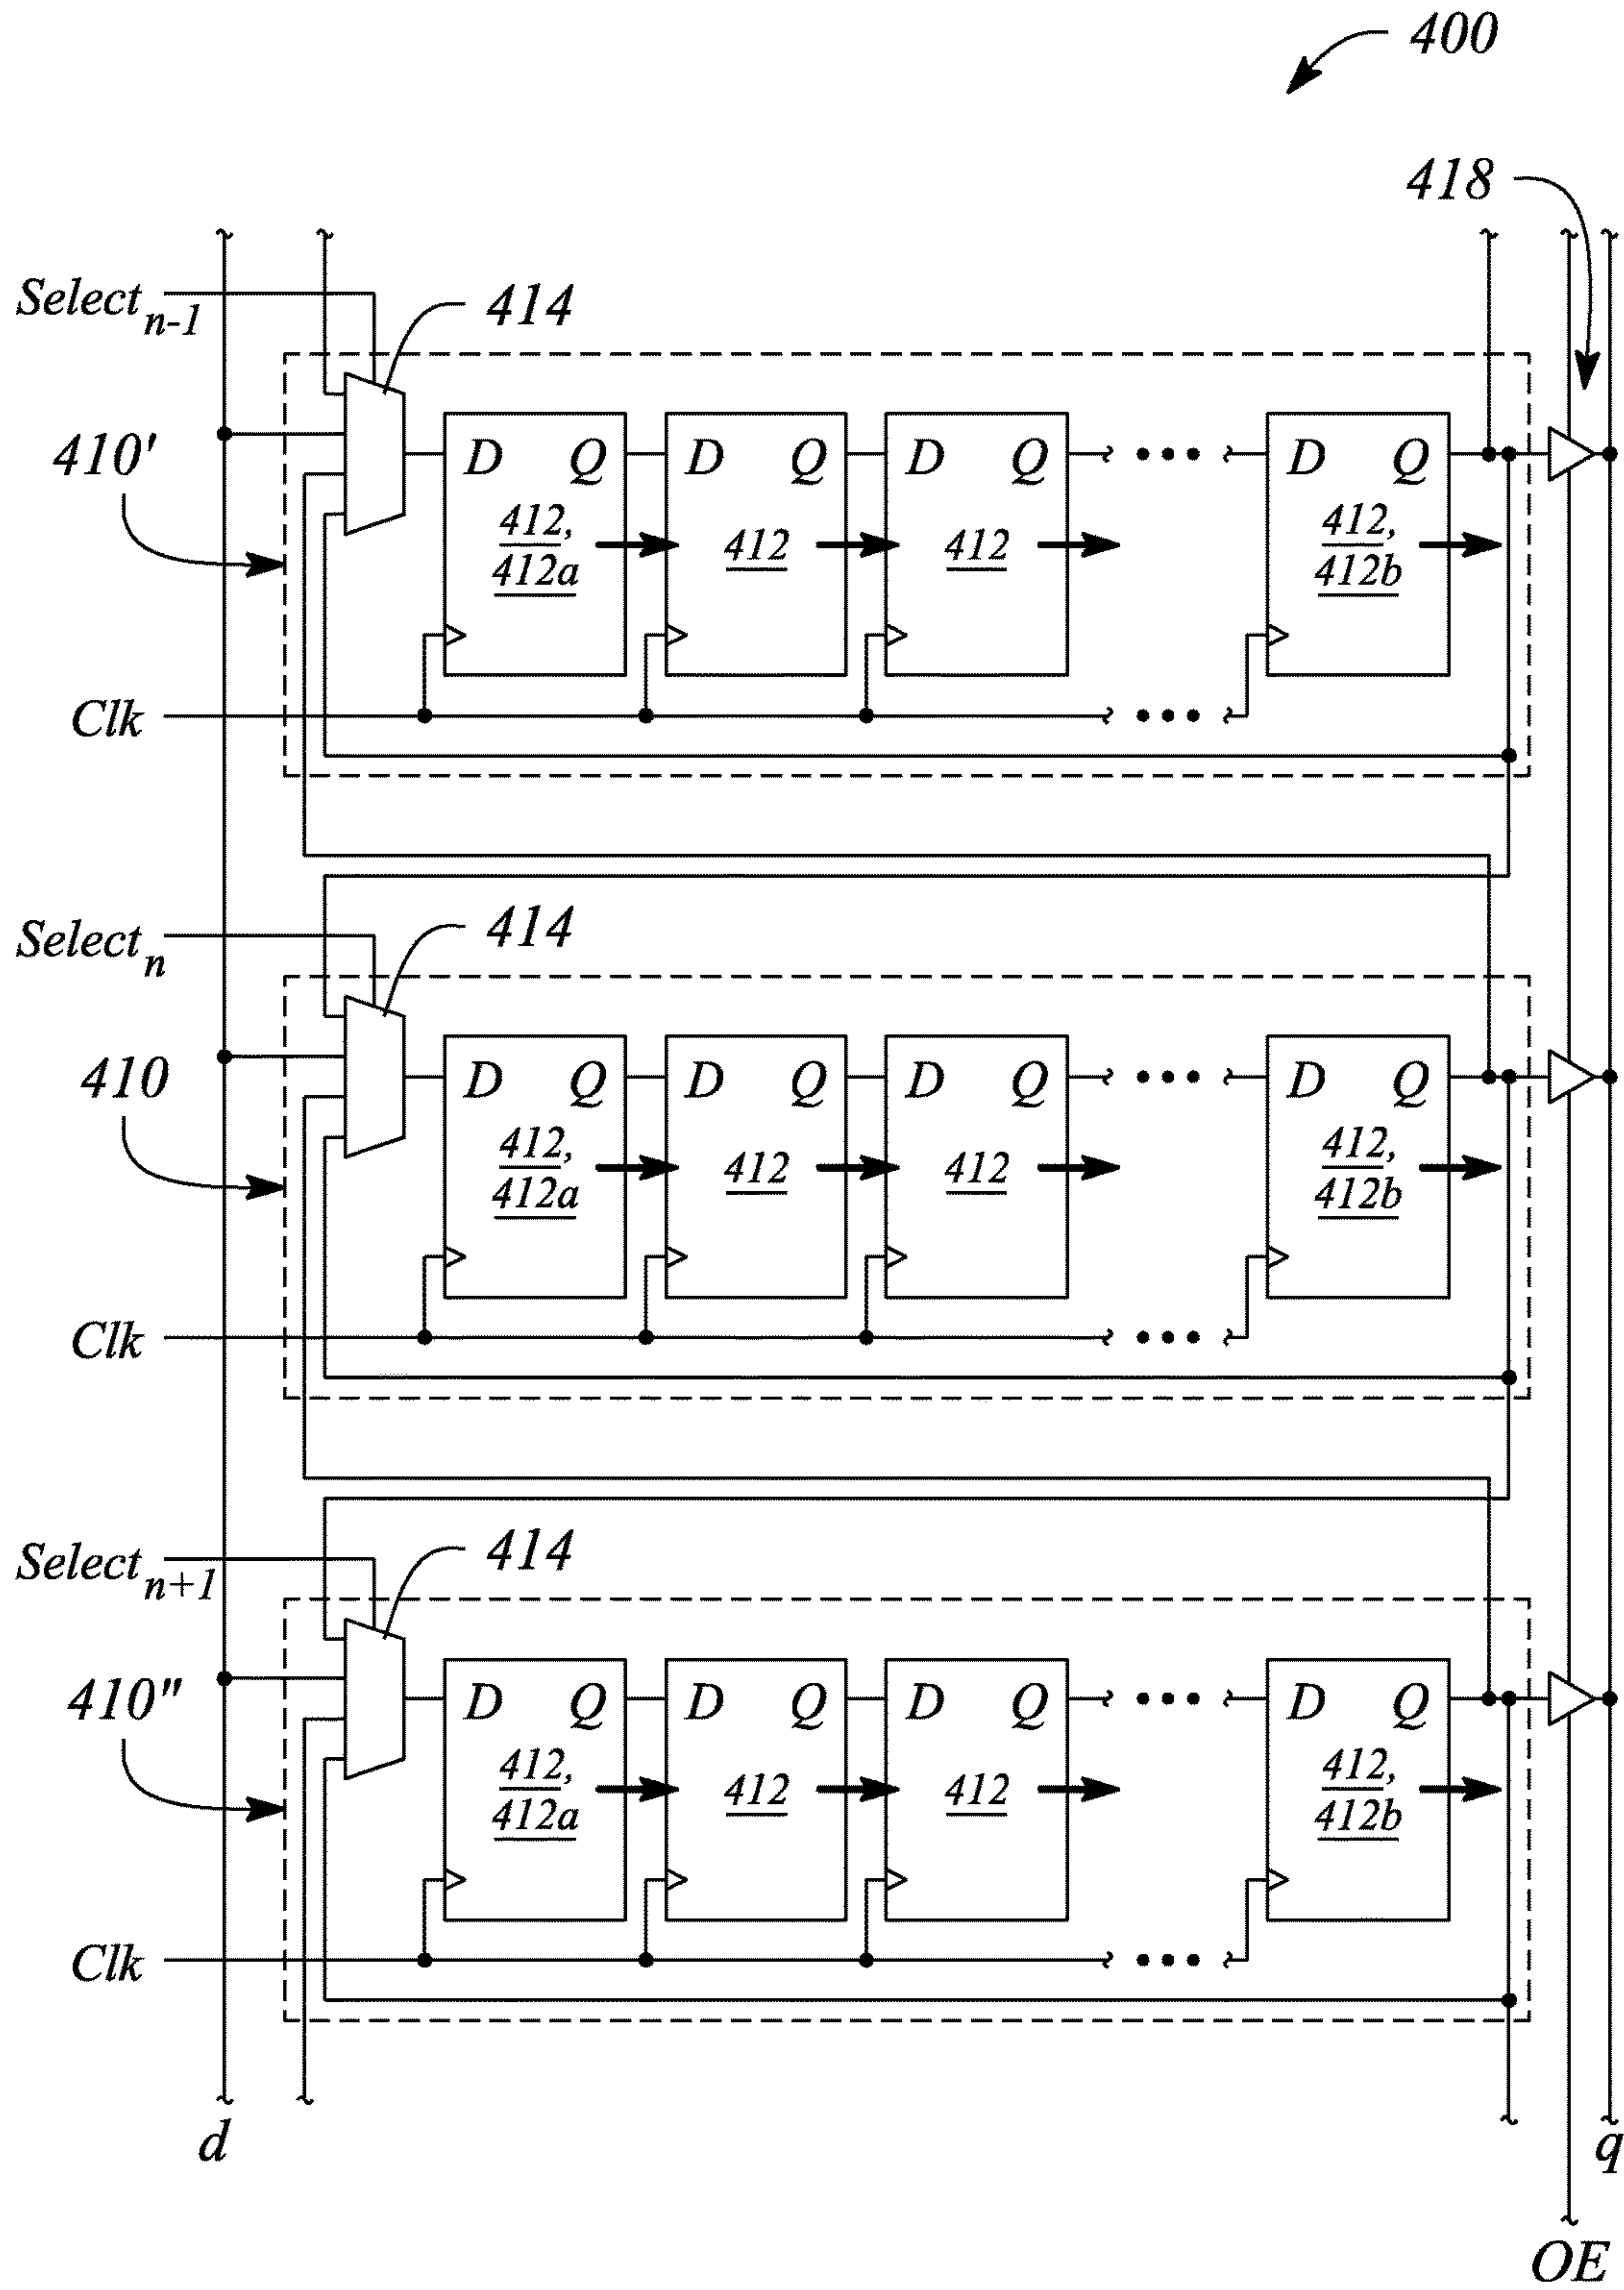 400
418
Select n-1
414
410'
D Q D Q D Q D Q
412, 412a 412 412 412, 412b
Clk
Select n
414
410
D Q D Q D Q D Q
412, 412a 412 412 412, 412b
Clk
Select n+1
414
410"
D Q D Q D Q D Q
412, 412a 412 412 412, 412b
Clk
d
q
OE